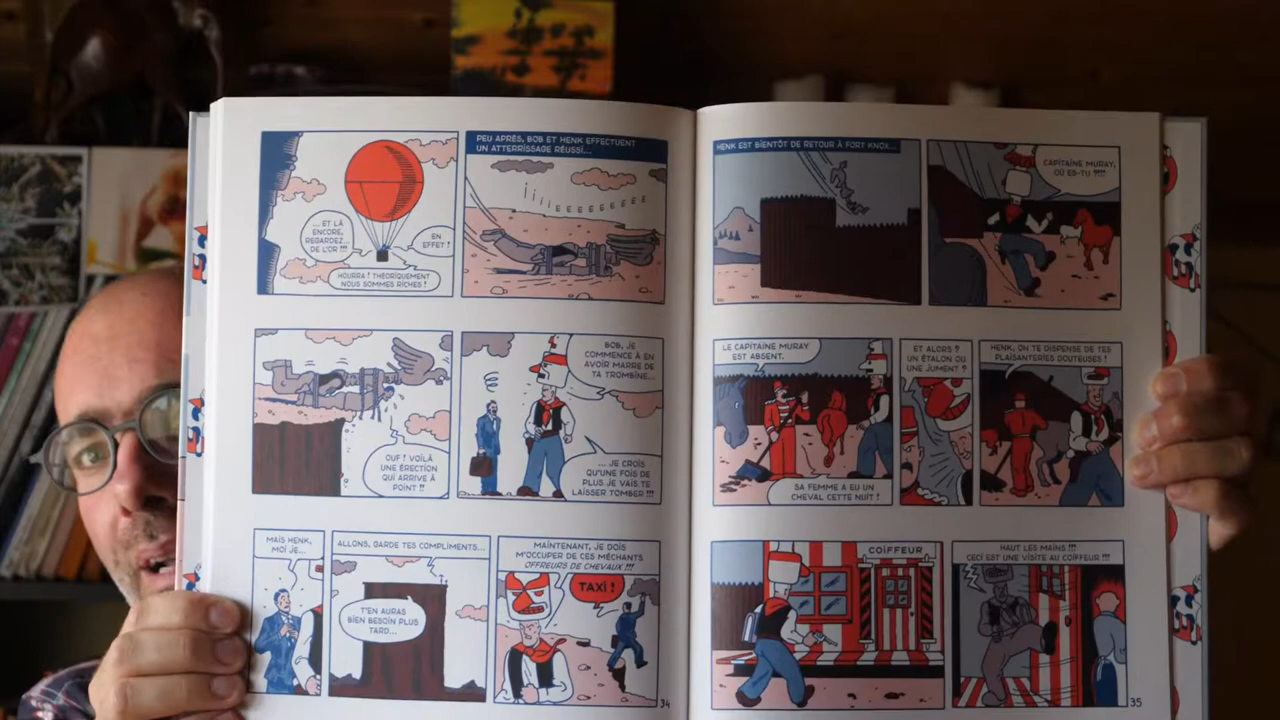 ... ET LÀ
ENCORE,
REGARDEZ...
DE L'OR !!!
EN
EFFET !
HOURRA ! THÉORIQUEMENT
NOUS SOMMES RICHES !
PEU APRÈS, BOB ET HENK EFFECTUENT
UN ATTERRISSAGE RÉUSSI...
OUF ! VOILÀ
UNE ÉRECTION
QUI ARRIVE À
POINT !!
BOB, JE
COMMENCE À EN
AVOIR MARRE DE
TA TROMBINE...
... JE CROIS
QU'UNE FOIS DE
PLUS JE VAIS TE
LAISSER TOMBER !!!
MAIS HENK,
MOI JE...
ALLONS, GARDE TES COMPLIMENTS...
T'EN AURAS
BIEN BESOIN PLUS
TARD...
MAINTENANT, JE DOIS
M'OCCUPER DE CES MÉCHANTS
OFFREURS DE CHEVAUX !!!
TAXI !
34
HENK EST BIENTÔT DE RETOUR À FORT KNOX...
CAPITAINE MURAY,
OÙ ES-TU ?!!!
LE CAPITAINE MURAY
EST ABSENT.
SA FEMME A EU UN
CHEVAL CETTE NUIT !
ET ALORS ?
UN ÉTALON OU
UNE JUMENT ?
HENK, ON TE DISPENSE DE TES
PLAISANTERIES DOUTEUSES !
COIFFEUR
HAUT LES MAINS !!!
CECI EST UNE VISITE AU COIFFEUR !!!
35